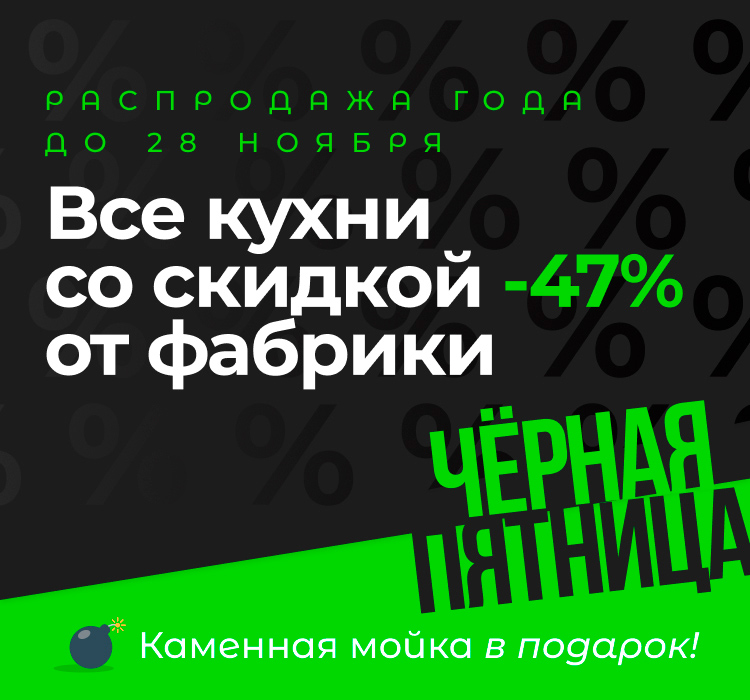 РАСПРОДАЖА ГОДА
ДО 28 НОЯБРЯ
Все кухни
со скидкой -47%
от фабрики
ЧЁРНАЯ
ПЯТНИЦА
Каменная мойка в подарок!